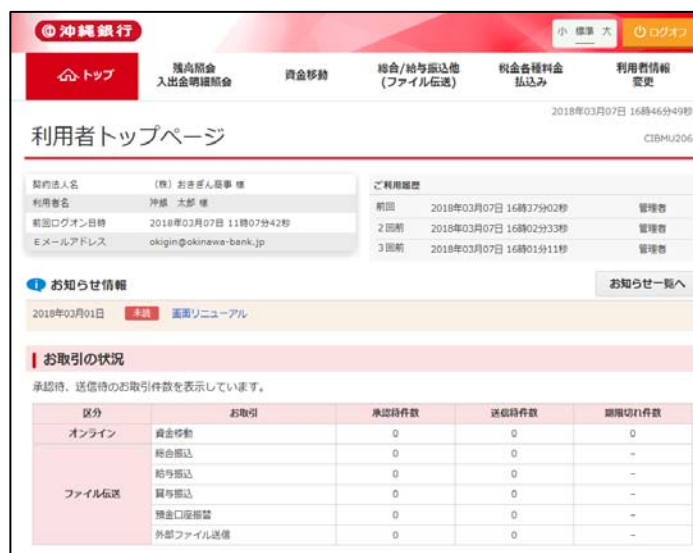 沖縄銀行
小 標準 大
ログオフ
トップ
残高照会
入出金明細照会
資金移動
総合/給与振込他
(ファイル伝送)
税金各種料金
払込み
利用者情報
変更
2018年03月07日 16時46分49秒
利用者トップページ
CIBMU206
契約法人名 (株) おきぎん商事 様
利用者名 沖銀 太郎 様
前回ログオン日時 2018年03月07日 11時07分42秒
Eメールアドレス okigin@okinawa-bank.jp
ご利用履歴
前回 2018年03月07日 16時37分02秒 管理者
2回前 2018年03月07日 16時02分33秒 管理者
3回前 2018年03月07日 16時01分11秒 管理者
お知らせ情報
お知らせ一覧へ
2018年03月01日 未読 画面リニューアル
お取引の状況
承認待、送信待のお取引件数を表示しています。
区分 お取引 承認待件数 送信待件数 期限切れ件数
オンライン 資金移動 0 0 0
ファイル伝送
総合振込 0 0 -
給与振込 0 0 -
賞与振込 0 0 -
預金口座振替 0 0 -
外部ファイル送信 0 0 -